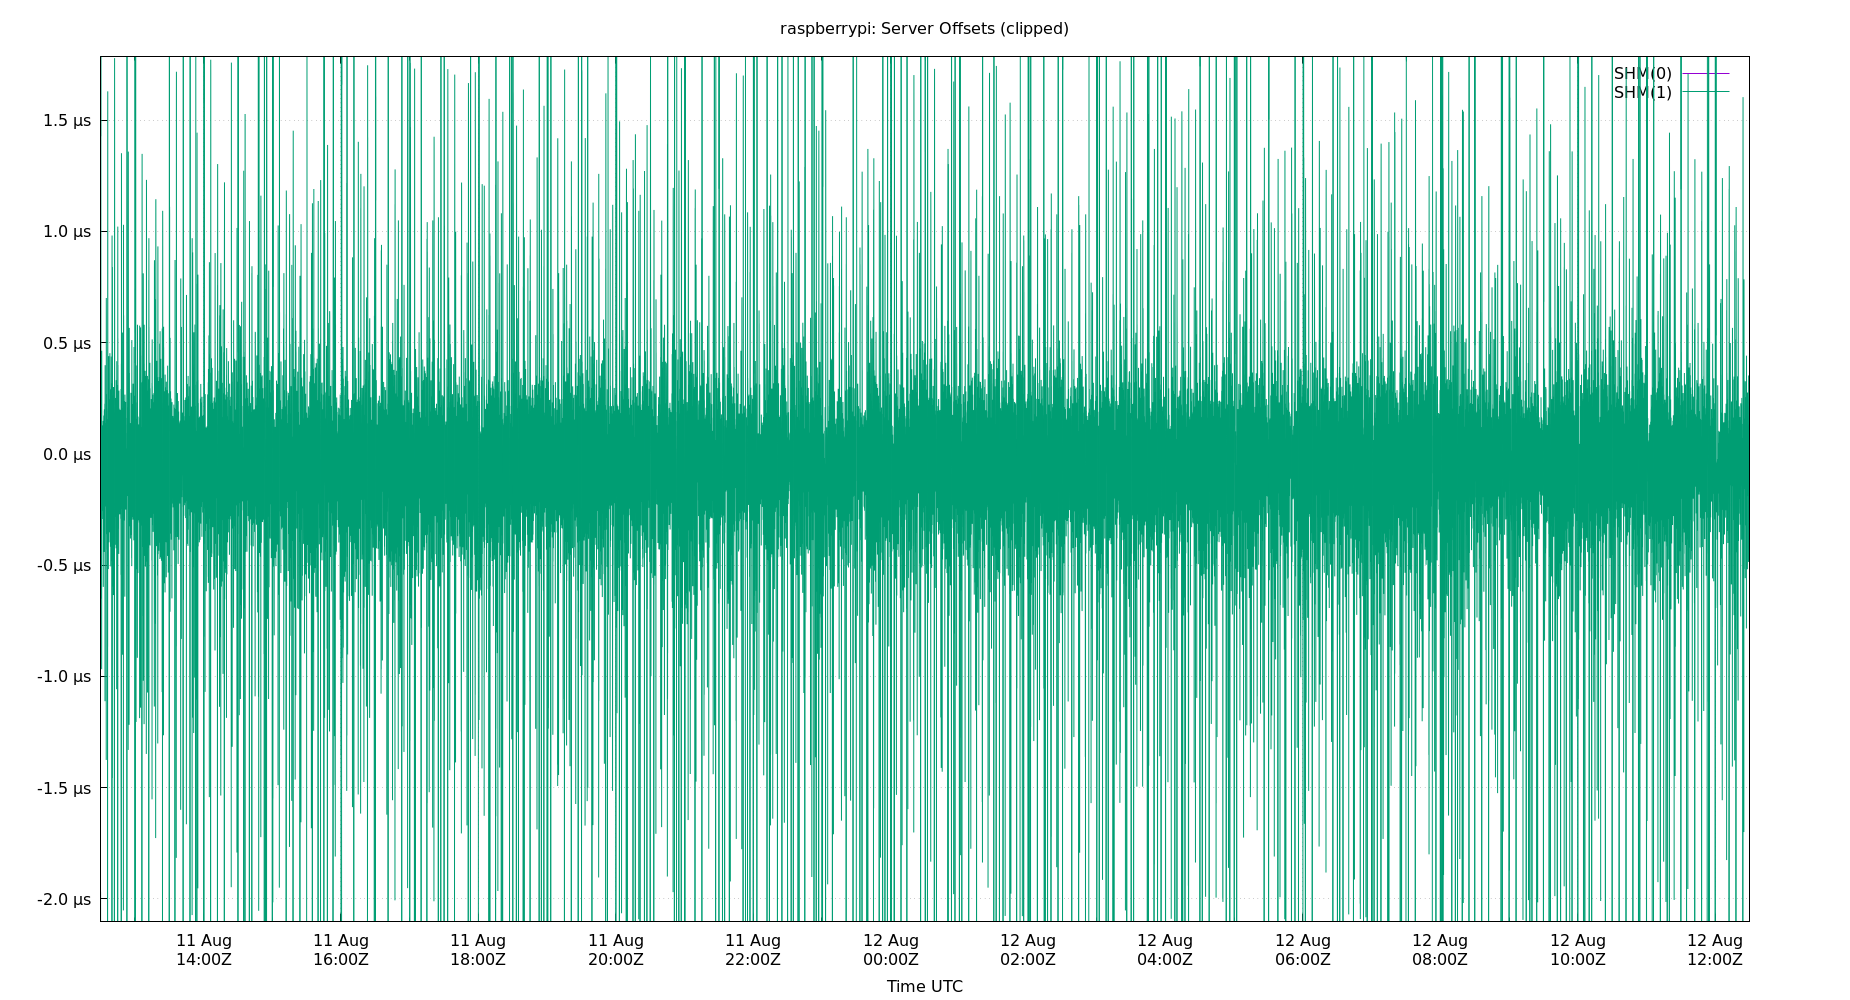 raspberrypi: Server Offsets (clipped)
SHM(0)
SHM(1)
1.5 µs
1.0 µs
0.5 µs
0.0 µs
-0.5 µs
-1.0 µs
-1.5 µs
-2.0 µs
11 Aug 11 Aug 11 Aug 11 Aug 11 Aug 12 Aug 12 Aug 12 Aug 12 Aug 12 Aug 12 Aug 12 Aug
14:00Z 16:00Z 18:00Z 20:00Z 22:00Z 00:00Z 02:00Z 04:00Z 06:00Z 08:00Z 10:00Z 12:00Z
Time UTC